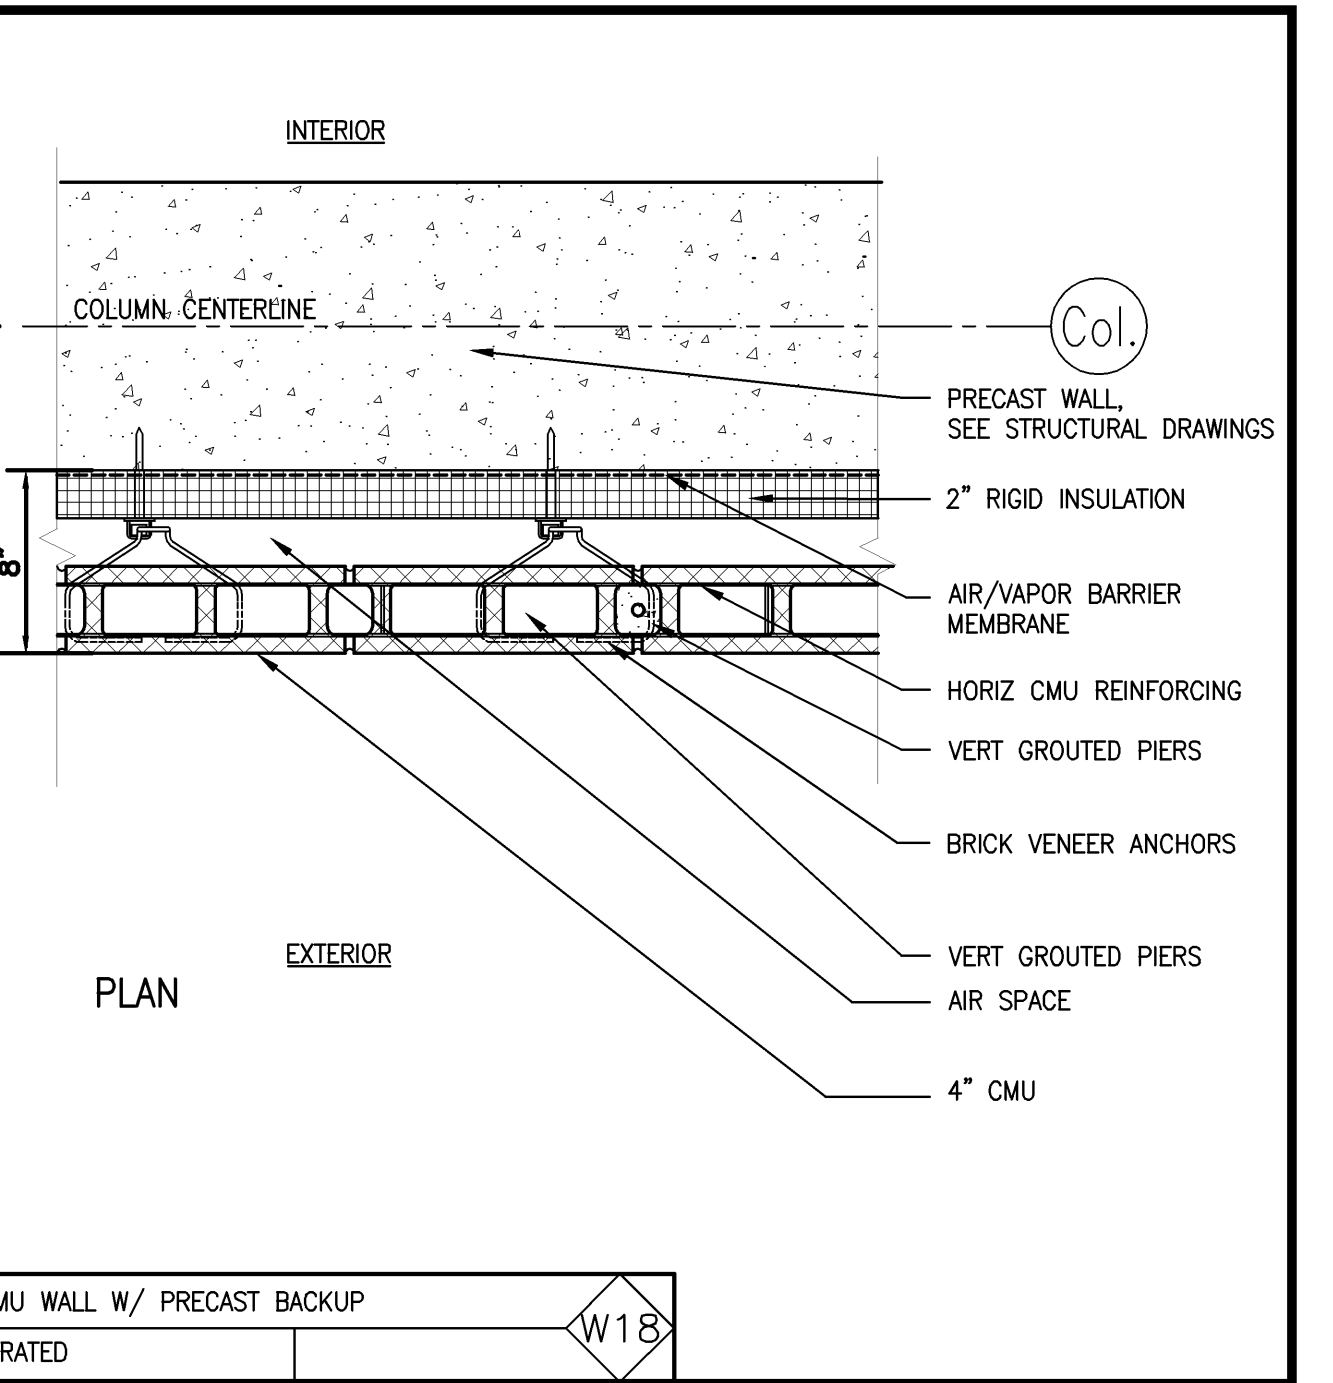 INTERIOR
COLUMN CENTERLINE
Col.
PRECAST WALL,
SEE STRUCTURAL DRAWINGS
2" RIGID INSULATION
8"
AIR/VAPOR BARRIER
MEMBRANE
HORIZ CMU REINFORCING
VERT GROUTED PIERS
BRICK VENEER ANCHORS
EXTERIOR
VERT GROUTED PIERS
PLAN
AIR SPACE
4" CMU
MU WALL W/ PRECAST BACKUP
W18
RATED